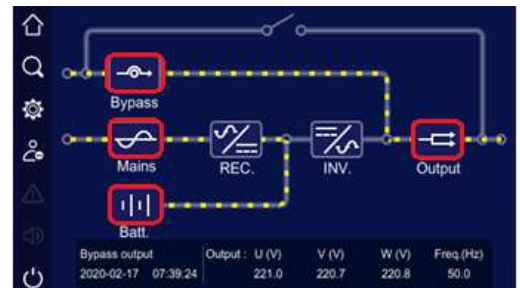 Bypass
Mains
REC.
INV.
Output
Batt.
Bypass output
2020-02-17 07:39:24
Output : U (V) V (V) W (V) Freq.(Hz)
221.0 220.7 220.8 50.0